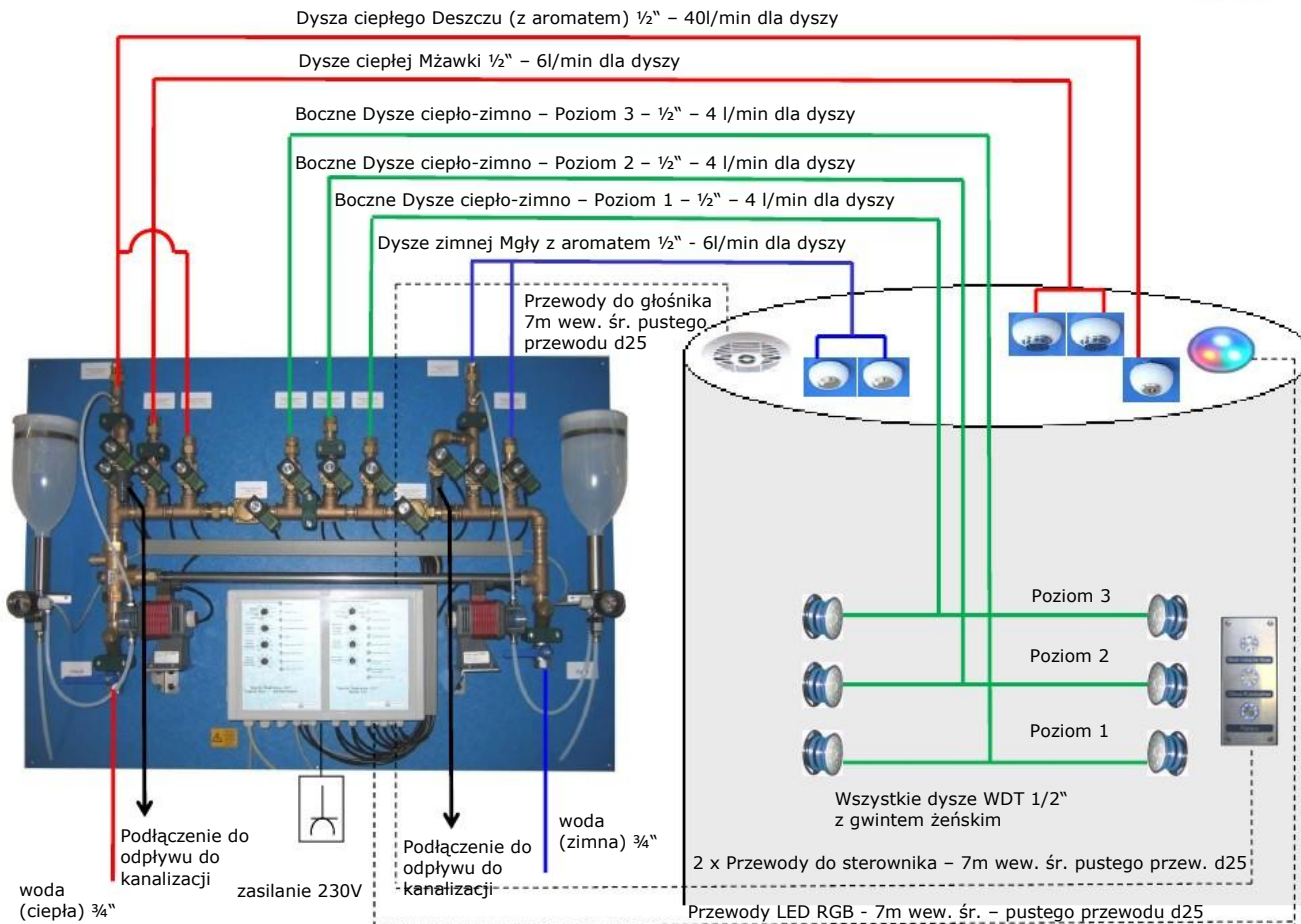 Dysza ciepłego Deszczu (z aromatem) ½“ – 40l/min dla dyszy
Dysze ciepłej Mżawki ½“ – 6l/min dla dyszy
Boczne Dysze ciepło-zimno – Poziom 3 – ½“ – 4 l/min dla dyszy
Boczne Dysze ciepło-zimno – Poziom 2 – ½“ – 4 l/min dla dyszy
Boczne Dysze ciepło-zimno – Poziom 1 – ½“ – 4 l/min dla dyszy
Dysze zimnej Mgły z aromatem ½“ - 6l/min dla dyszy
Przewody do głośnika
7m wew. śr. pustego
przewodu d25
Poziom 3
Poziom 2
Poziom 1
Wszystkie dysze WDT 1/2“
z gwintem żeńskim
2 x Przewody do sterownika – 7m wew. śr. pustego przew. d25
Przewody LED RGB - 7m wew. śr. – pustego przewodu d25
woda
(ciepła) ¾“
Podłączenie do
odpływu do
kanalizacji
zasilanie 230V
Podłączenie do
odpływu do
kanalizacji
woda
(zimna) ¾“